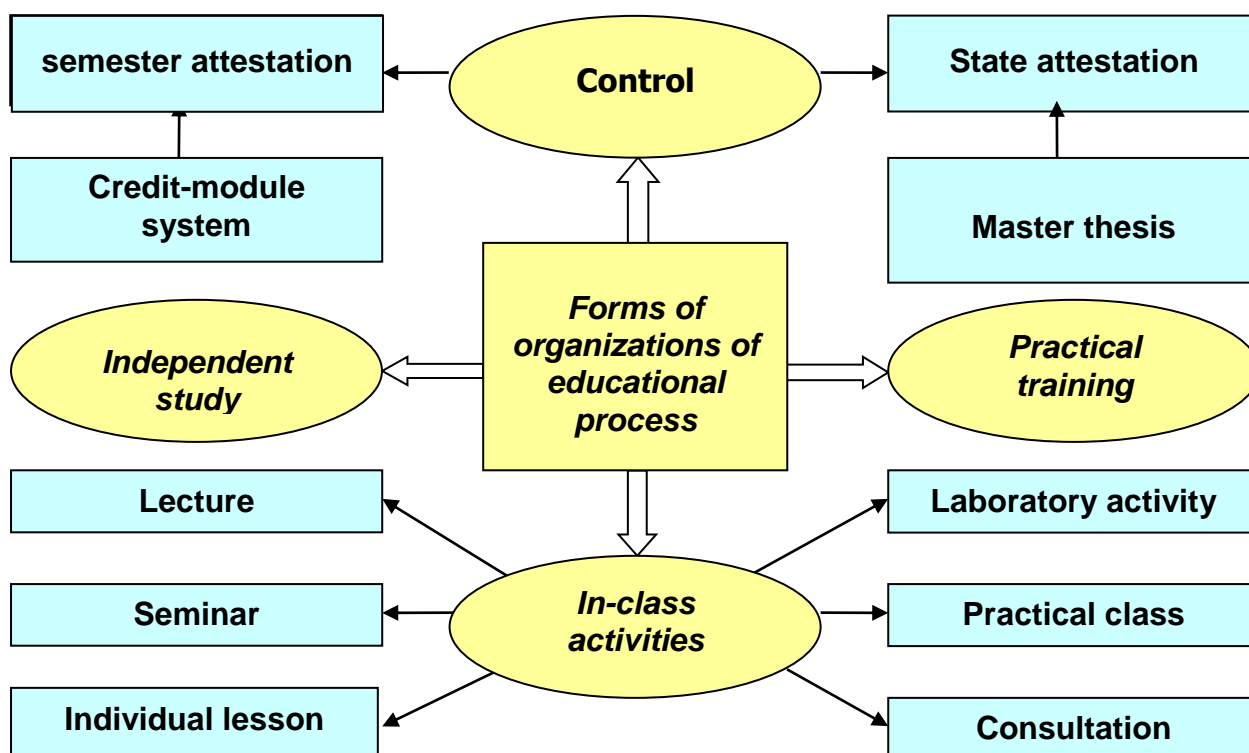 semester attestation
Control
State attestation
Credit-module
system
Master thesis
Forms of
organizations of
educational
process
Independent
study
Practical
training
Lecture
Laboratory activity
Seminar
In-class
activities
Practical class
Individual lesson
Consultation